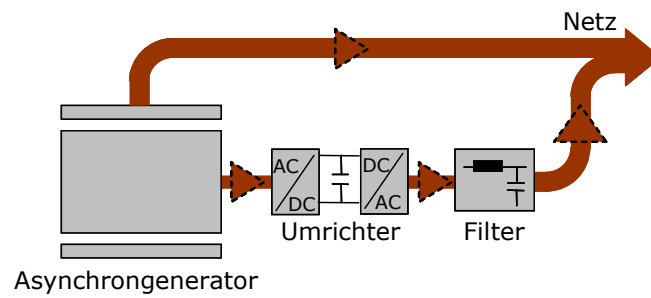 Netz
AC
DC
DC
AC
Umrichter
Filter
Asynchrongenerator